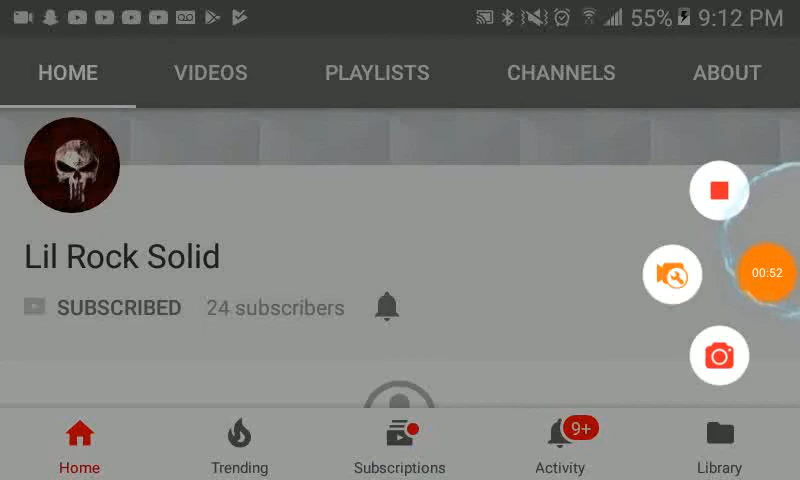 55% 9:12 PM
HOME VIDEOS PLAYLISTS CHANNELS ABOUT
Lil Rock Solid
00:52
SUBSCRIBED 24 subscribers
9+
Home Trending Subscriptions Activity Library